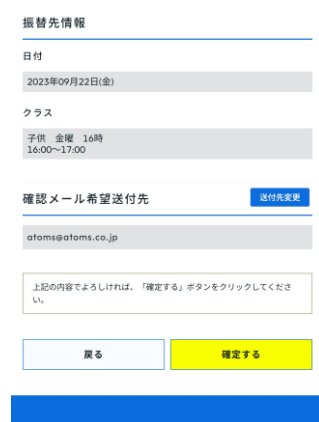 振替先情報
日付
2023年09月22日(金)
クラス
子供 金曜 16時
16:00〜17:00
確認メール希望送付先
送付先変更
atoms@atoms.co.jp
上記の内容でよろしければ、「確定する」ボタンをクリックしてくださ
い。
戻る
確定する